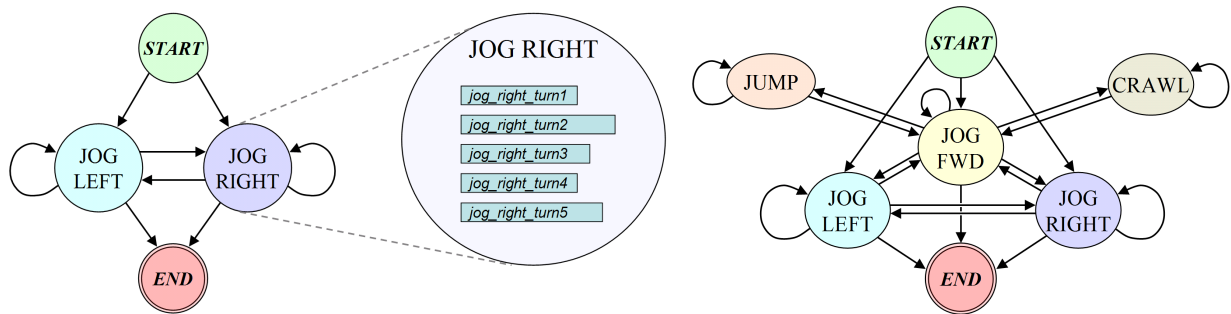 START
JOG
LEFT
JOG
RIGHT
END
JOG RIGHT
jog_right_turn1
jog_right_turn2
jog_right_turn3
jog_right_turn4
jog_right_turn5
START
JUMP
CRAWL
JOG
FWD
JOG
LEFT
JOG
RIGHT
END